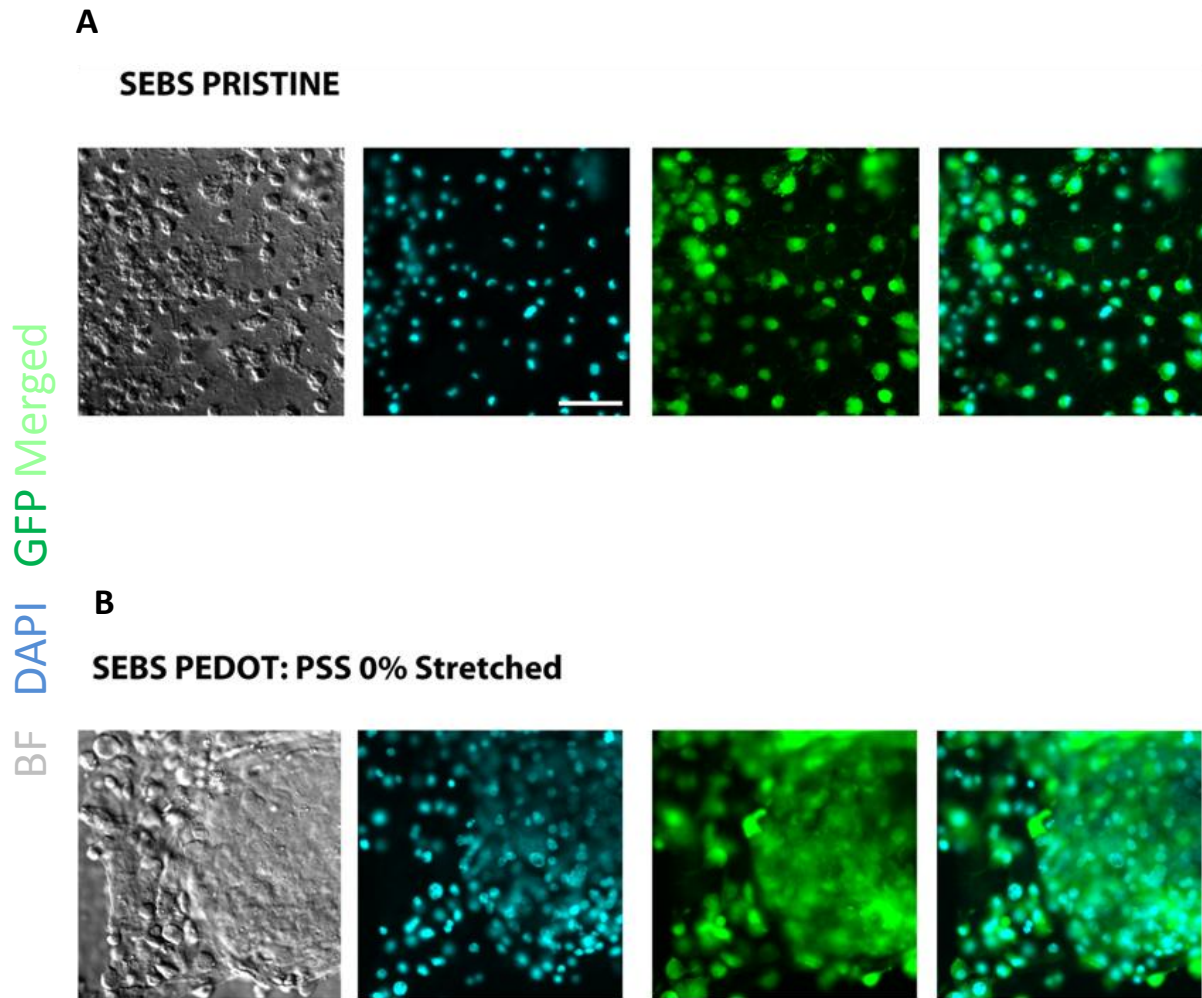 A
SEBS PRISTINE
BF DAPI GFP Merged
B
SEBS PEDOT: PSS 0% Stretched